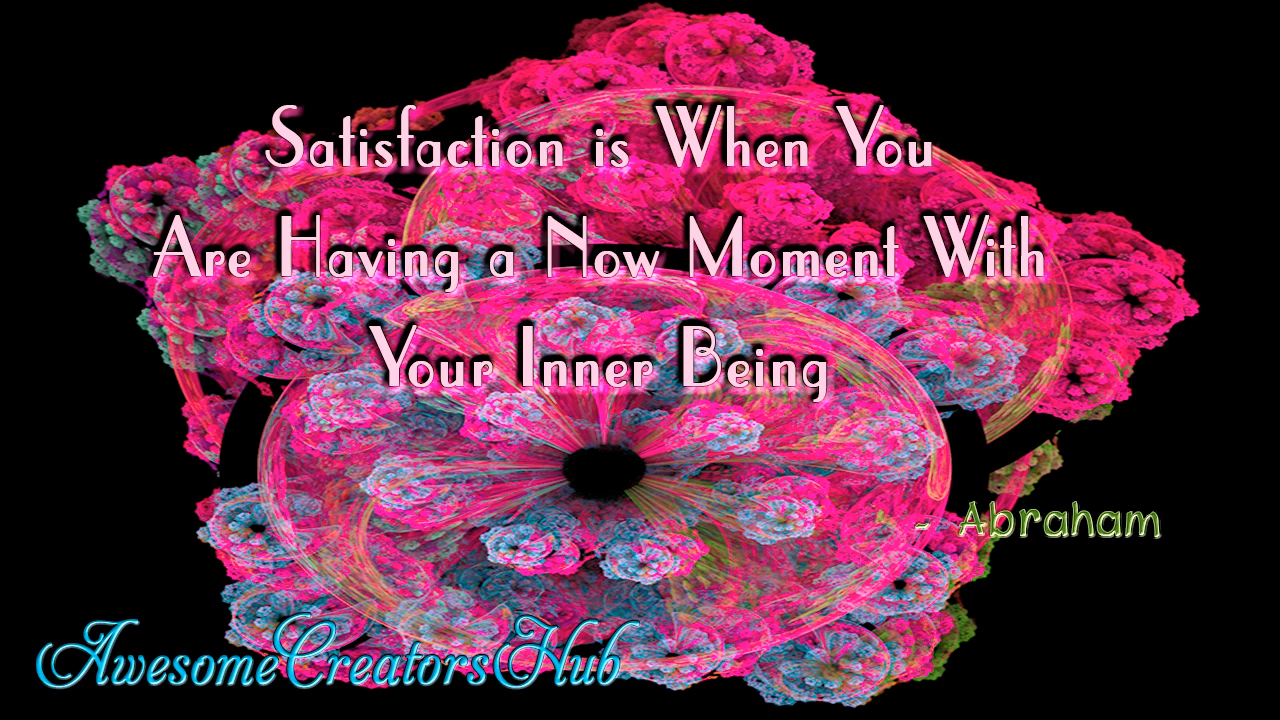 Satisfaction is When You
Are Having a Now Moment With
Your Inner Being
- Abraham
AwesomeCreatorsHub